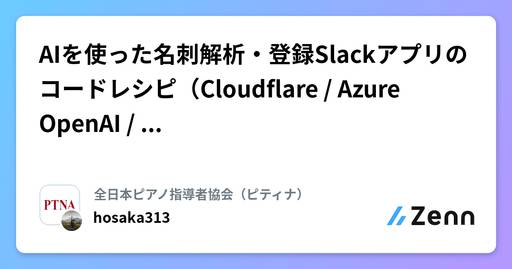 AIを使った名刺解析・登録Slackアプリの
コードレシピ（Cloudflare / Azure
OpenAI / ...
全日本ピアノ指導者協会（ピティナ）
PTNA
hosaka313
Zenn